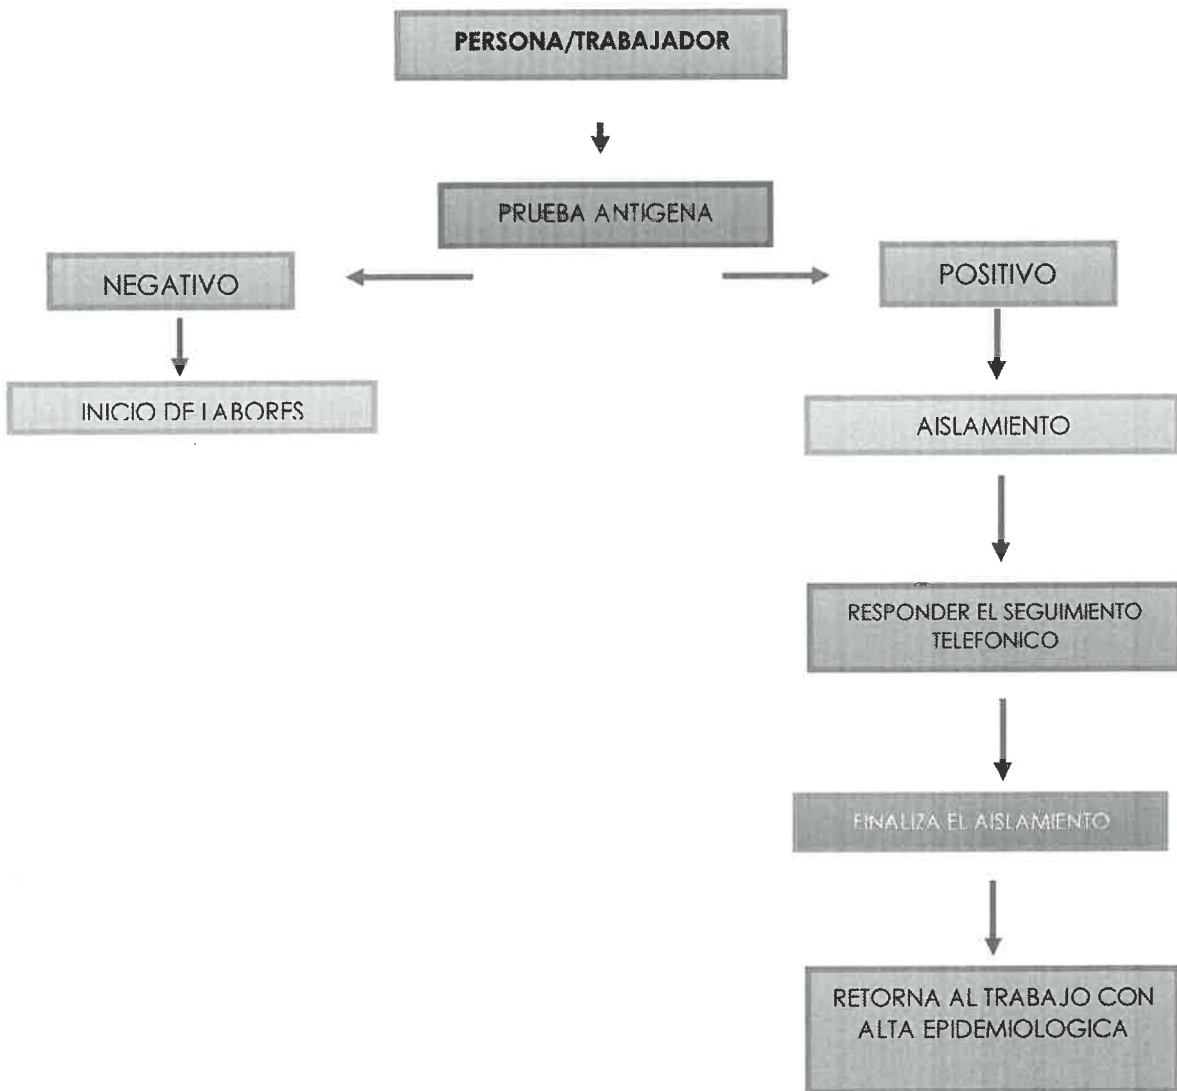 PERSONA/TRABAJADOR
PRUEBA ANTIGENA
NEGATIVO
POSITIVO
INICIO DE LABORES
AISLAMIENTO
RESPONDER EL SEGUIMIENTO
TELEFONICO
FINALIZA EL AISLAMIENTO
RETORNA AL TRABAJO CON
ALTA EPIDEMIOLOGICA